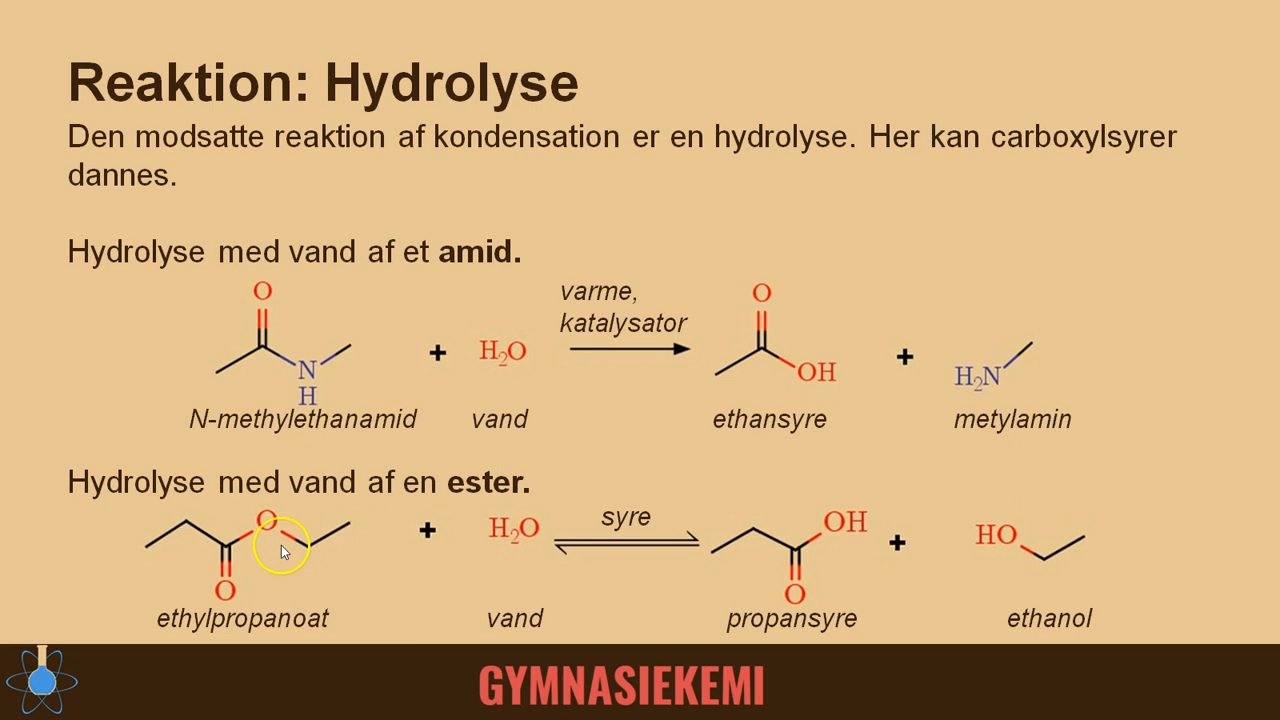 Reaktion: Hydrolyse
Den modsatte reaktion af kondensation er en hydrolyse. Her kan carboxylsyrer
dannes.
Hydrolyse med vand af et amid.
O
N
H
+
H₂O
varme,
katalysator
O
OH
+
H₂N
N-methylethanamid
vand
ethansyre
metylamin
Hydrolyse med vand af en ester.
O
O
+
H₂O
syre
OH
O
+
HO
ethylpropanoat
vand
propansyre
ethanol
GYMNASIEKEMI